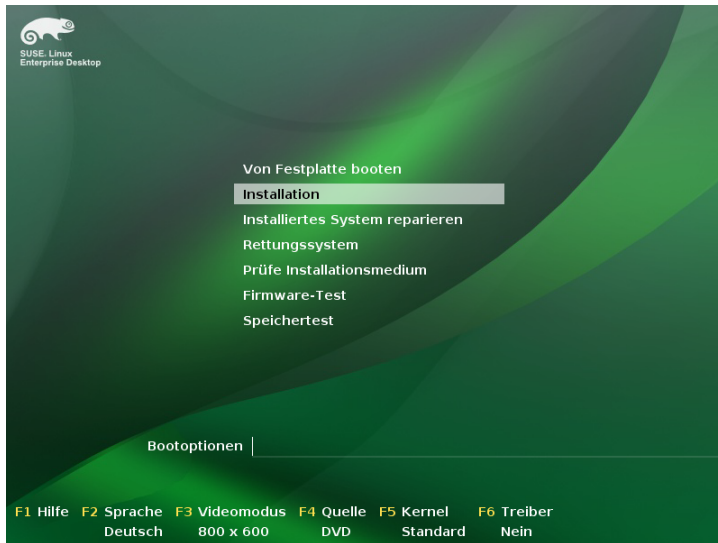 SUSE. Linux
Enterprise Desktop
Von Festplatte booten
Installation
Installiertes System reparieren
Rettungssystem
Prüfe Installationsmedium
Firmware-Test
Speichertest
Bootoptionen
F1 Hilfe F2 Sprache F3 Videomodus F4 Quelle F5 Kernel F6 Treiber
Deutsch 800 x 600 DVD Standard Nein